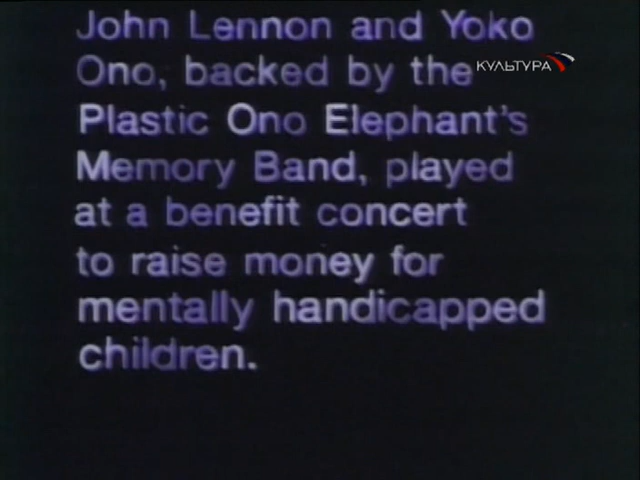 John Lennon and Yoko
Ono, backed by the
КУЛЬТУРА
Plastic Ono Elephant's
Memory Band, played
at a benefit concert
to raise money for
mentally handicapped
children.